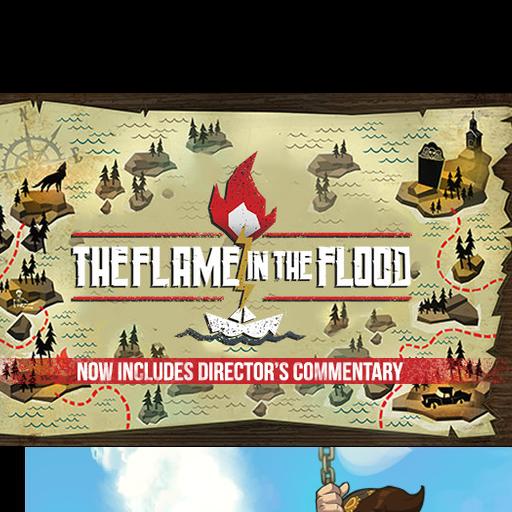 THE FLAME IN THE FLOOD
NOW INCLUDES DIRECTOR'S COMMENTARY